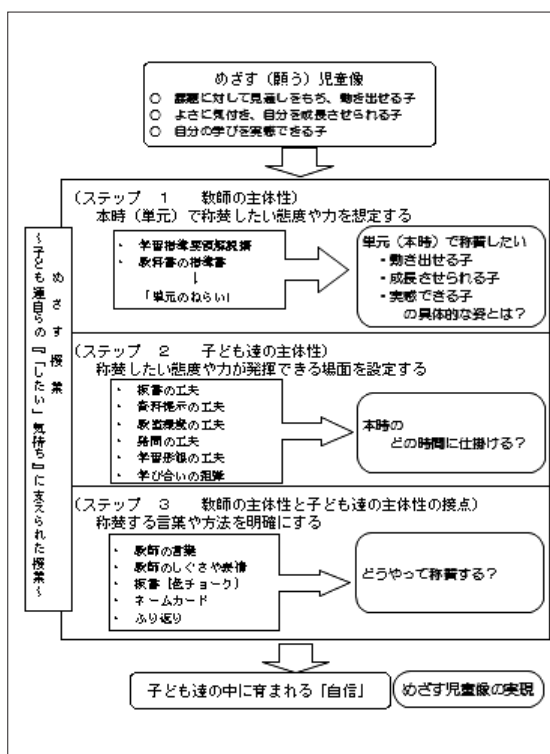 めざす（願う）児童像
○ 課題に対して見通しをもち、動き出せる子
○ よさに気付き、自分を成長させられる子
○ 自分の学びを実感できる子
めざす授業
～子ども達自らの『「したい」気持ち』に支えられた授業～
（ステップ 1 教師の主体性）
本時（単元）で称賛したい態度や力を想定する
・ 学習指導要領解説編
・ 教科書の指導書
↓
「単元のねらい」
単元（本時）で称賛したい
・動き出せる子
・成長させられる子
・実感できる子
の具体的な姿とは？
（ステップ 2 子ども達の主体性）
称賛したい態度や力が発揮できる場面を設定する
・ 板書の工夫
・ 資料提示の工夫
・ 教室環境の工夫
・ 発問の工夫
・ 学習形態の工夫
・ 学び合いの組織
本時の
どの時間に仕掛ける？
（ステップ 3 教師の主体性と子ども達の主体性の接点）
称賛する言葉や方法を明確にする
・ 教師の言葉
・ 教師のしぐさや表情
・ 板書（色チョーク）
・ ネームカード
・ ふり返り
どうやって称賛する？
子ども達の中に育まれる「自信」
めざす児童像の実現